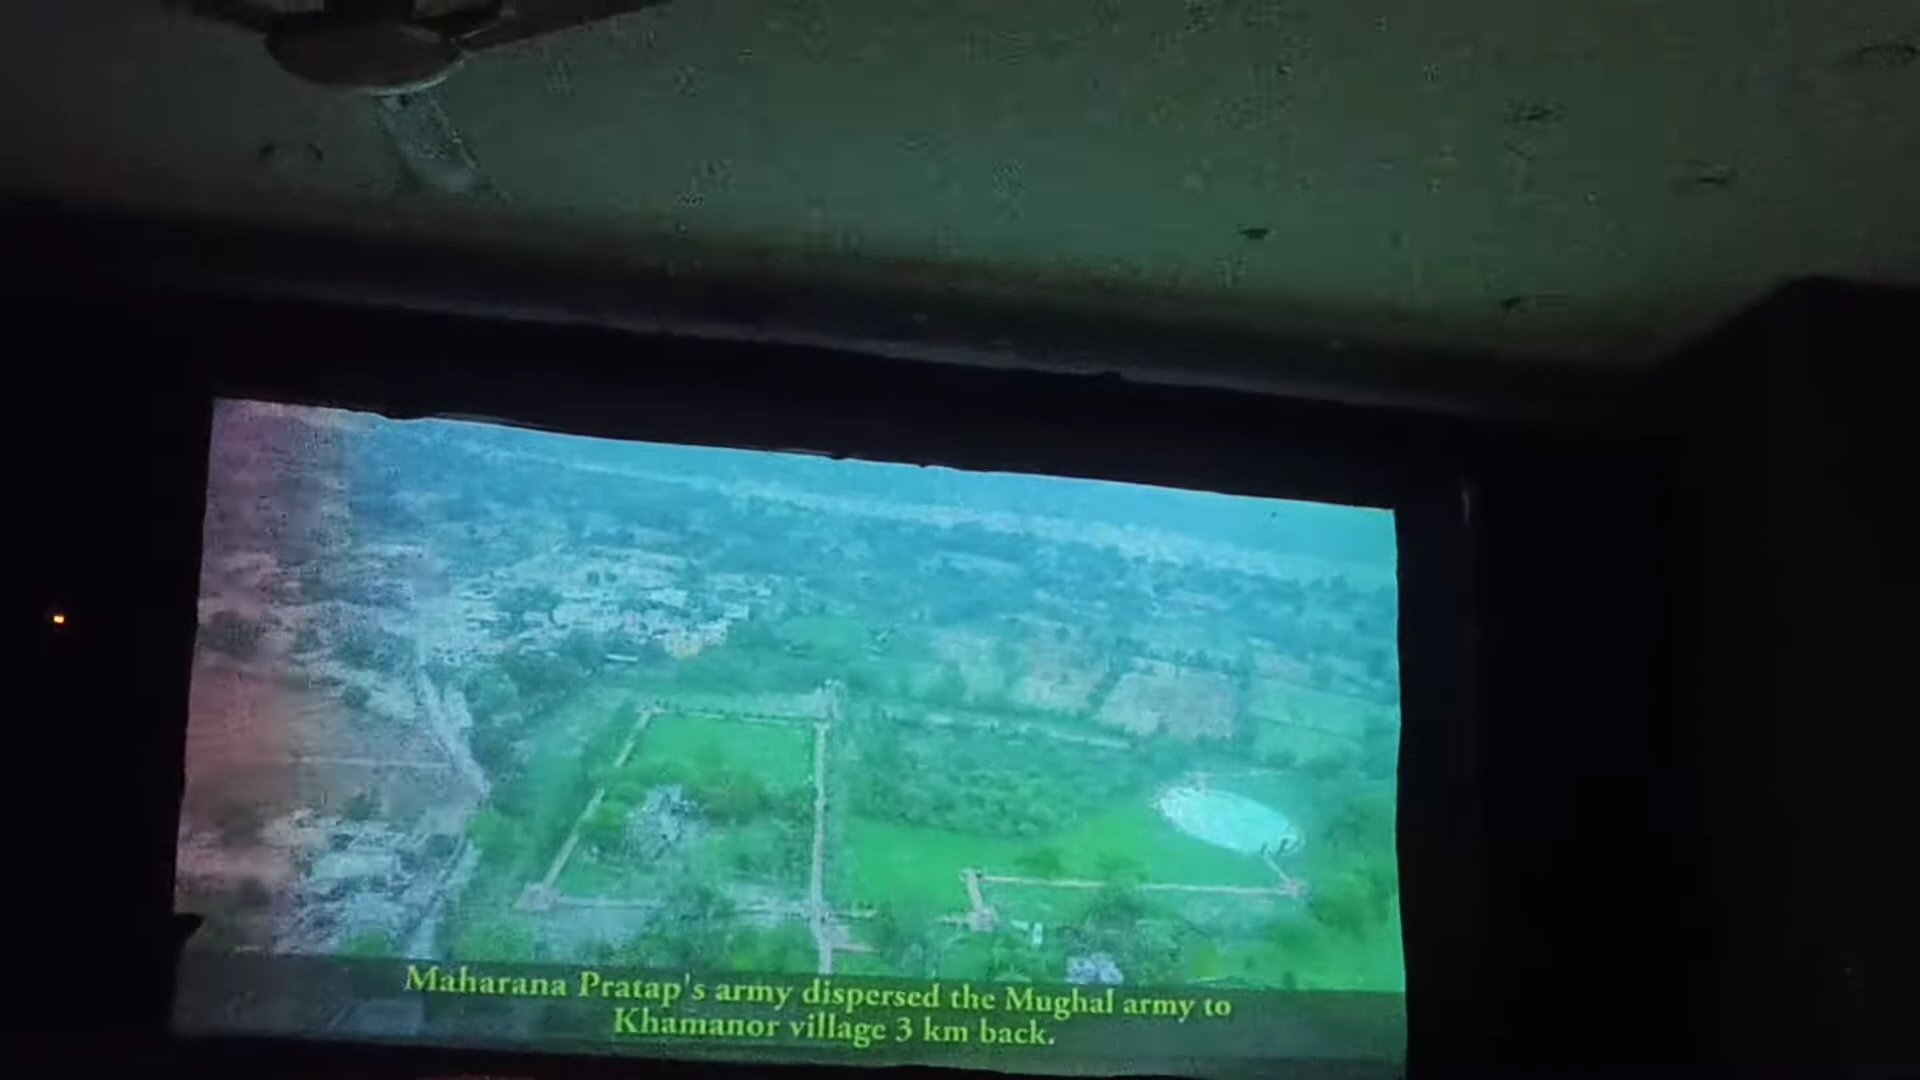 Maharana Pratap's army dispersed the Mughal army to
Khamanor village 3 km back.